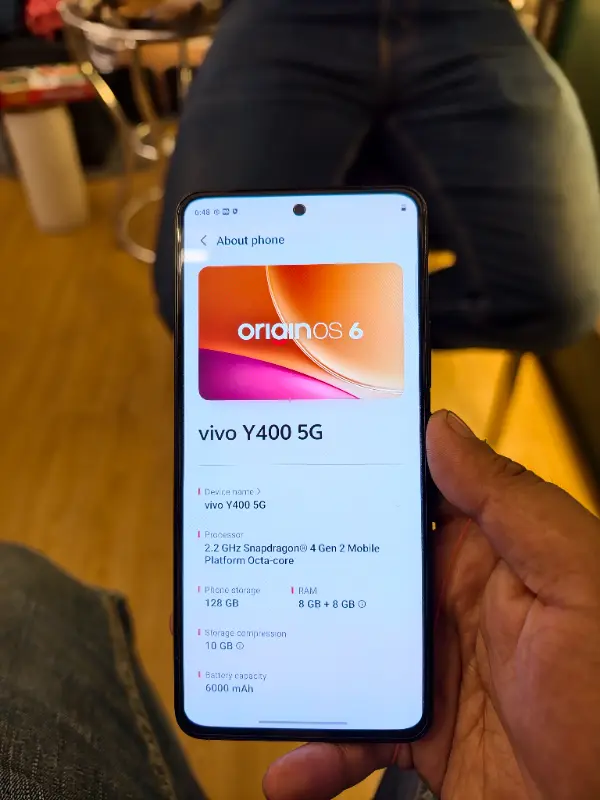 6:48
About phone
OriginOS 6
vivo Y400 5G
Device name
vivo Y400 5G
Processor
2.2 GHz Snapdragon® 4 Gen 2 Mobile
Platform Octa-core
Phone storage RAM
128 GB 8 GB + 8 GB
Storage compression
10 GB
Battery capacity
6000 mAh